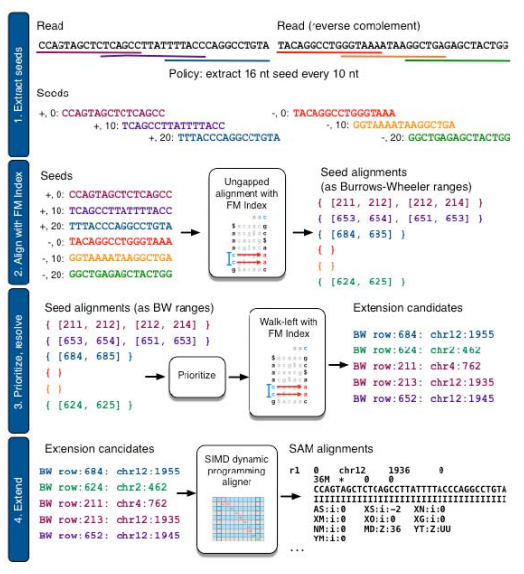 Read
Read (reverse complement)
CCAGTAGCTCTCAGCCTTATTTTACCCAGGCCTGTA
TACAGGCCTGGGTAAAATAAGGCTGAGAGCTACTGG
Policy: extract 16 nt seed every 10 nt
Seeds
+, 0: CCAGTAGCTCTCAGCC
-, 0: TACAGGCCTGGGTAAA
+, 10: TCAGCCTTATTTTACC
-, 10: GGTAAAATAAGGCTGA
+, 20: TTTACCCAGGCCTGTA
-, 20: GGCTGAGAGCTACTGG
1. Extract seeds
Seeds
+, 0: CCAGTAGCTCTCAGCC
+, 10: TCAGCCTTATTTTACC
+, 20: TTTACCCAGGCCTGTA
-, 0: TACAGGCCTGGGTAAA
-, 10: GGTAAAATAAGGCTGA
-, 20: GGCTGAGAGCTACTGG
Ungapped
alignment with
FM Index
Seed alignments
(as Burrows-Wheeler ranges)
{ [211, 212], [212, 214] }
{ [653, 654], [651, 653] }
{ [684, 685] }
{ }
{ }
{ [624, 625] }
2. Align with FM Index
Seed alignments (as BW ranges)
{ [211, 212], [212, 214] }
{ [653, 654], [651, 653] }
{ [684, 685] }
{ }
{ }
{ [624, 625] }
Prioritize
Walk-left with
FM Index
Extension candidates
BW row:684: chr12:1955
BW row:624: chr2:462
BW row:211: chr4:762
BW row:213: chr12:1935
BW row:652: chr12:1945
3. Prioritize, resolve
Extension candidates
BW row:684: chr12:1955
BW row:624: chr2:462
BW row:211: chr4:762
BW row:213: chr12:1935
BW row:652: chr12:1945
SIMD dynamic
programming
aligner
SAM alignments
r1 0 chr12 1936 0
36M * 0 0
CCAGTAGCTCTCAGCCTTATTTTACCCAGGCCTGTA
IIIIIIIIIIIIIIIIIIIIIIIIIIIIIIIIIIII
AS:i:0 XS:i:-2 XN:i:0
XM:i:0 XO:i:0 XG:i:0
NM:i:0 MD:Z:36 YT:Z:UU
YM:i:0
...
4. Extend